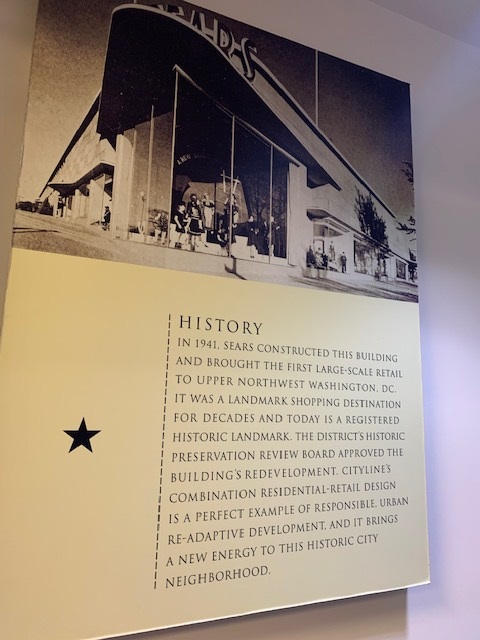 HISTORY
IN 1941, SEARS CONSTRUCTED THIS BUILDING
AND BROUGHT THE FIRST LARGE-SCALE RETAIL
TO UPPER NORTHWEST WASHINGTON, DC.
IT WAS A LANDMARK SHOPPING DESTINATION
FOR DECADES AND TODAY IS A REGISTERED
HISTORIC LANDMARK. THE DISTRICT'S HISTORIC
PRESERVATION REVIEW BOARD APPROVED THE
BUILDING'S REDEVELOPMENT. CITYLINE'S
COMBINATION RESIDENTIAL-RETAIL DESIGN
IS A PERFECT EXAMPLE OF RESPONSIBLE, URBAN
RE-ADAPTIVE DEVELOPMENT, AND IT BRINGS
A NEW ENERGY TO THIS HISTORIC CITY
NEIGHBORHOOD.